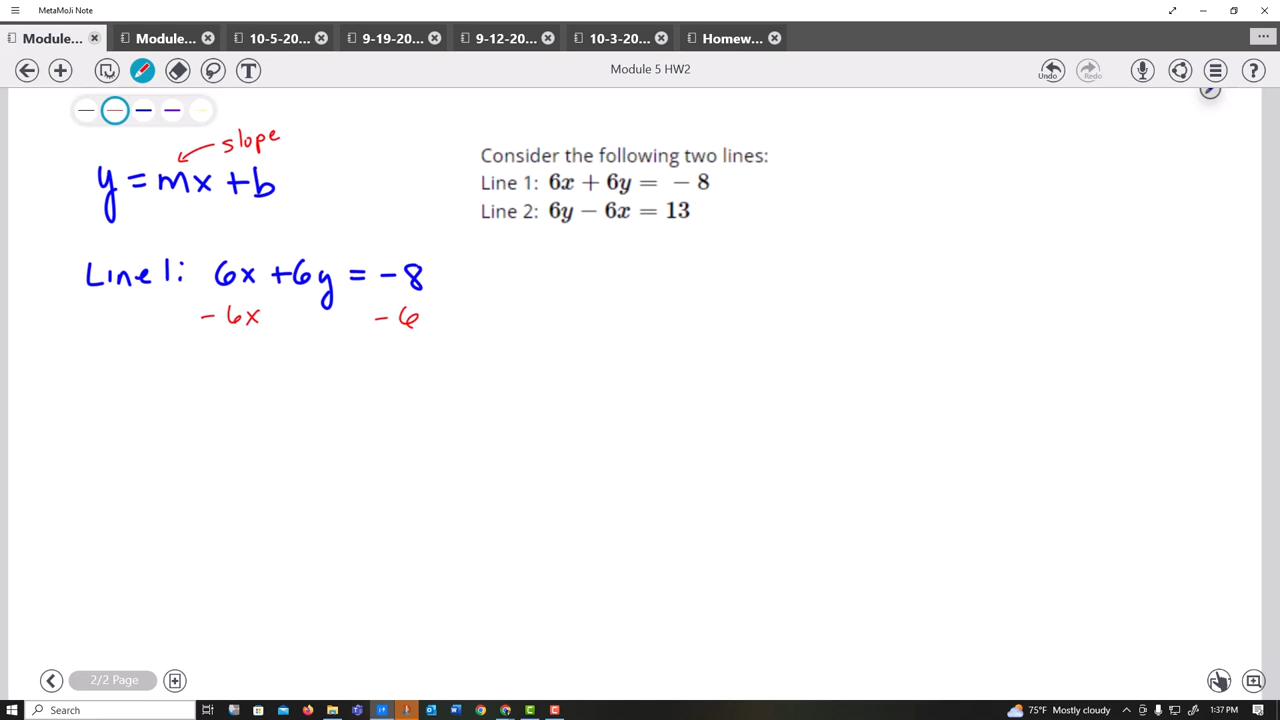 MetaMoJi Note
Module... Module... 10-5-20... 9-19-20... 9-12-20... 10-3-20... Homew...
Module 5 HW2
Undo Redo
slope
y = mx + b
Consider the following two lines:
Line 1: 6x + 6y = − 8
Line 2: 6y − 6x = 13
Line 1: 6x + 6y = - 8
- 6x - 6
2/2 Page
Search
75°F Mostly cloudy
1:37 PM